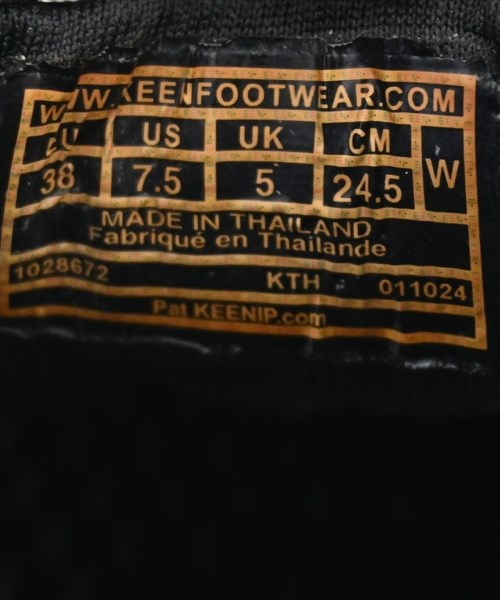 WWW.KEENFOOTWEAR.COM
EU US UK CM W
38 7.5 5 24.5
MADE IN THAILAND
Fabriqué en Thailande
1028672 KTH 011024
Pat KEENIP.com